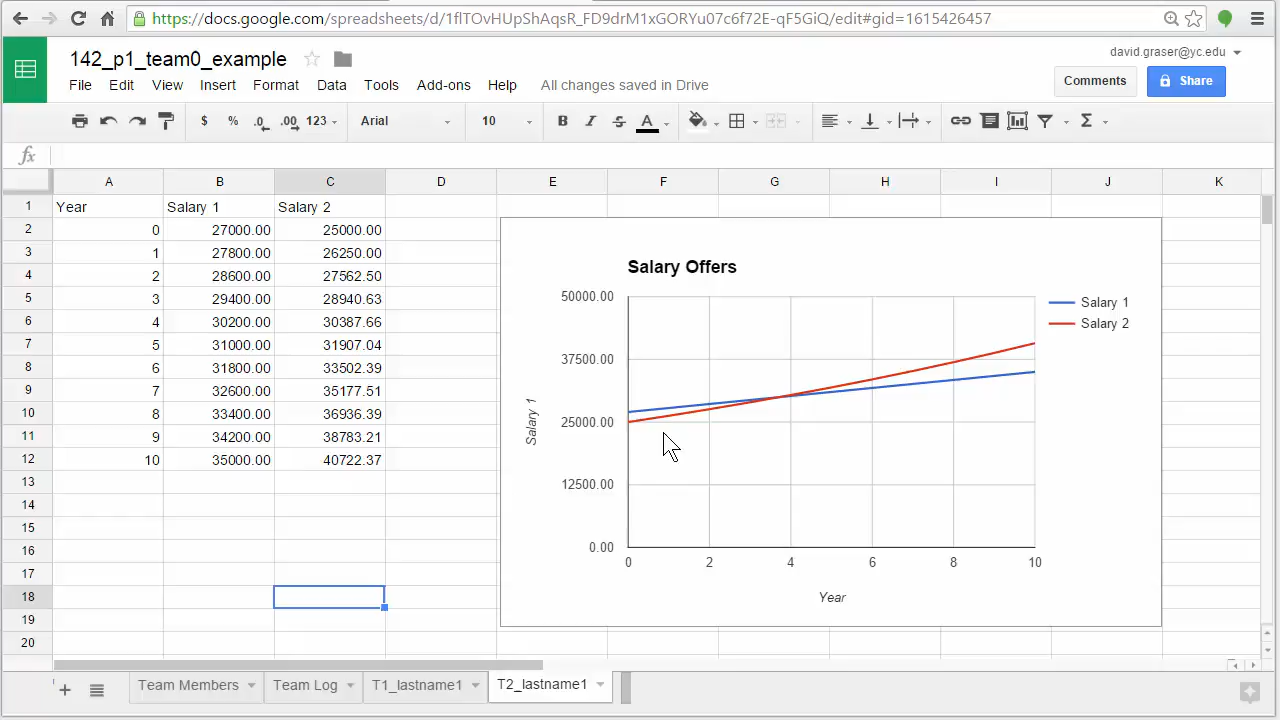 https://docs.google.com/spreadsheets/d/1flTOrHUpShAqsR_FD9drM1xGORYu07c6f72E-qF5GiQ/edit#gid=1615426457
142_p1_team0_example
david.graser@yc.edu
File Edit View Insert Format Data Tools Add-ons Help All changes saved in Drive
Comments Share
$ % .0 .00 123 Arial 10 B I S A Σ
fx
A B C D E F G H I J K
1 Year Salary 1 Salary 2
2 0 27000.00 25000.00
3 1 27800.00 26250.00
4 2 28600.00 27562.50
5 3 29400.00 28940.63
6 4 30200.00 30387.66
7 5 31000.00 31907.04
8 6 31800.00 33502.39
9 7 32600.00 35177.51
10 8 33400.00 36936.39
11 9 34200.00 38783.21
12 10 35000.00 40722.37
13
14
15
16
17
18
19
20
Salary Offers
50000.00
37500.00
25000.00
12500.00
0.00
Salary 1
0 2 4 6 8 10
Year
Salary 1
Salary 2
Team Members Team Log T1_lastname1 T2_lastname1